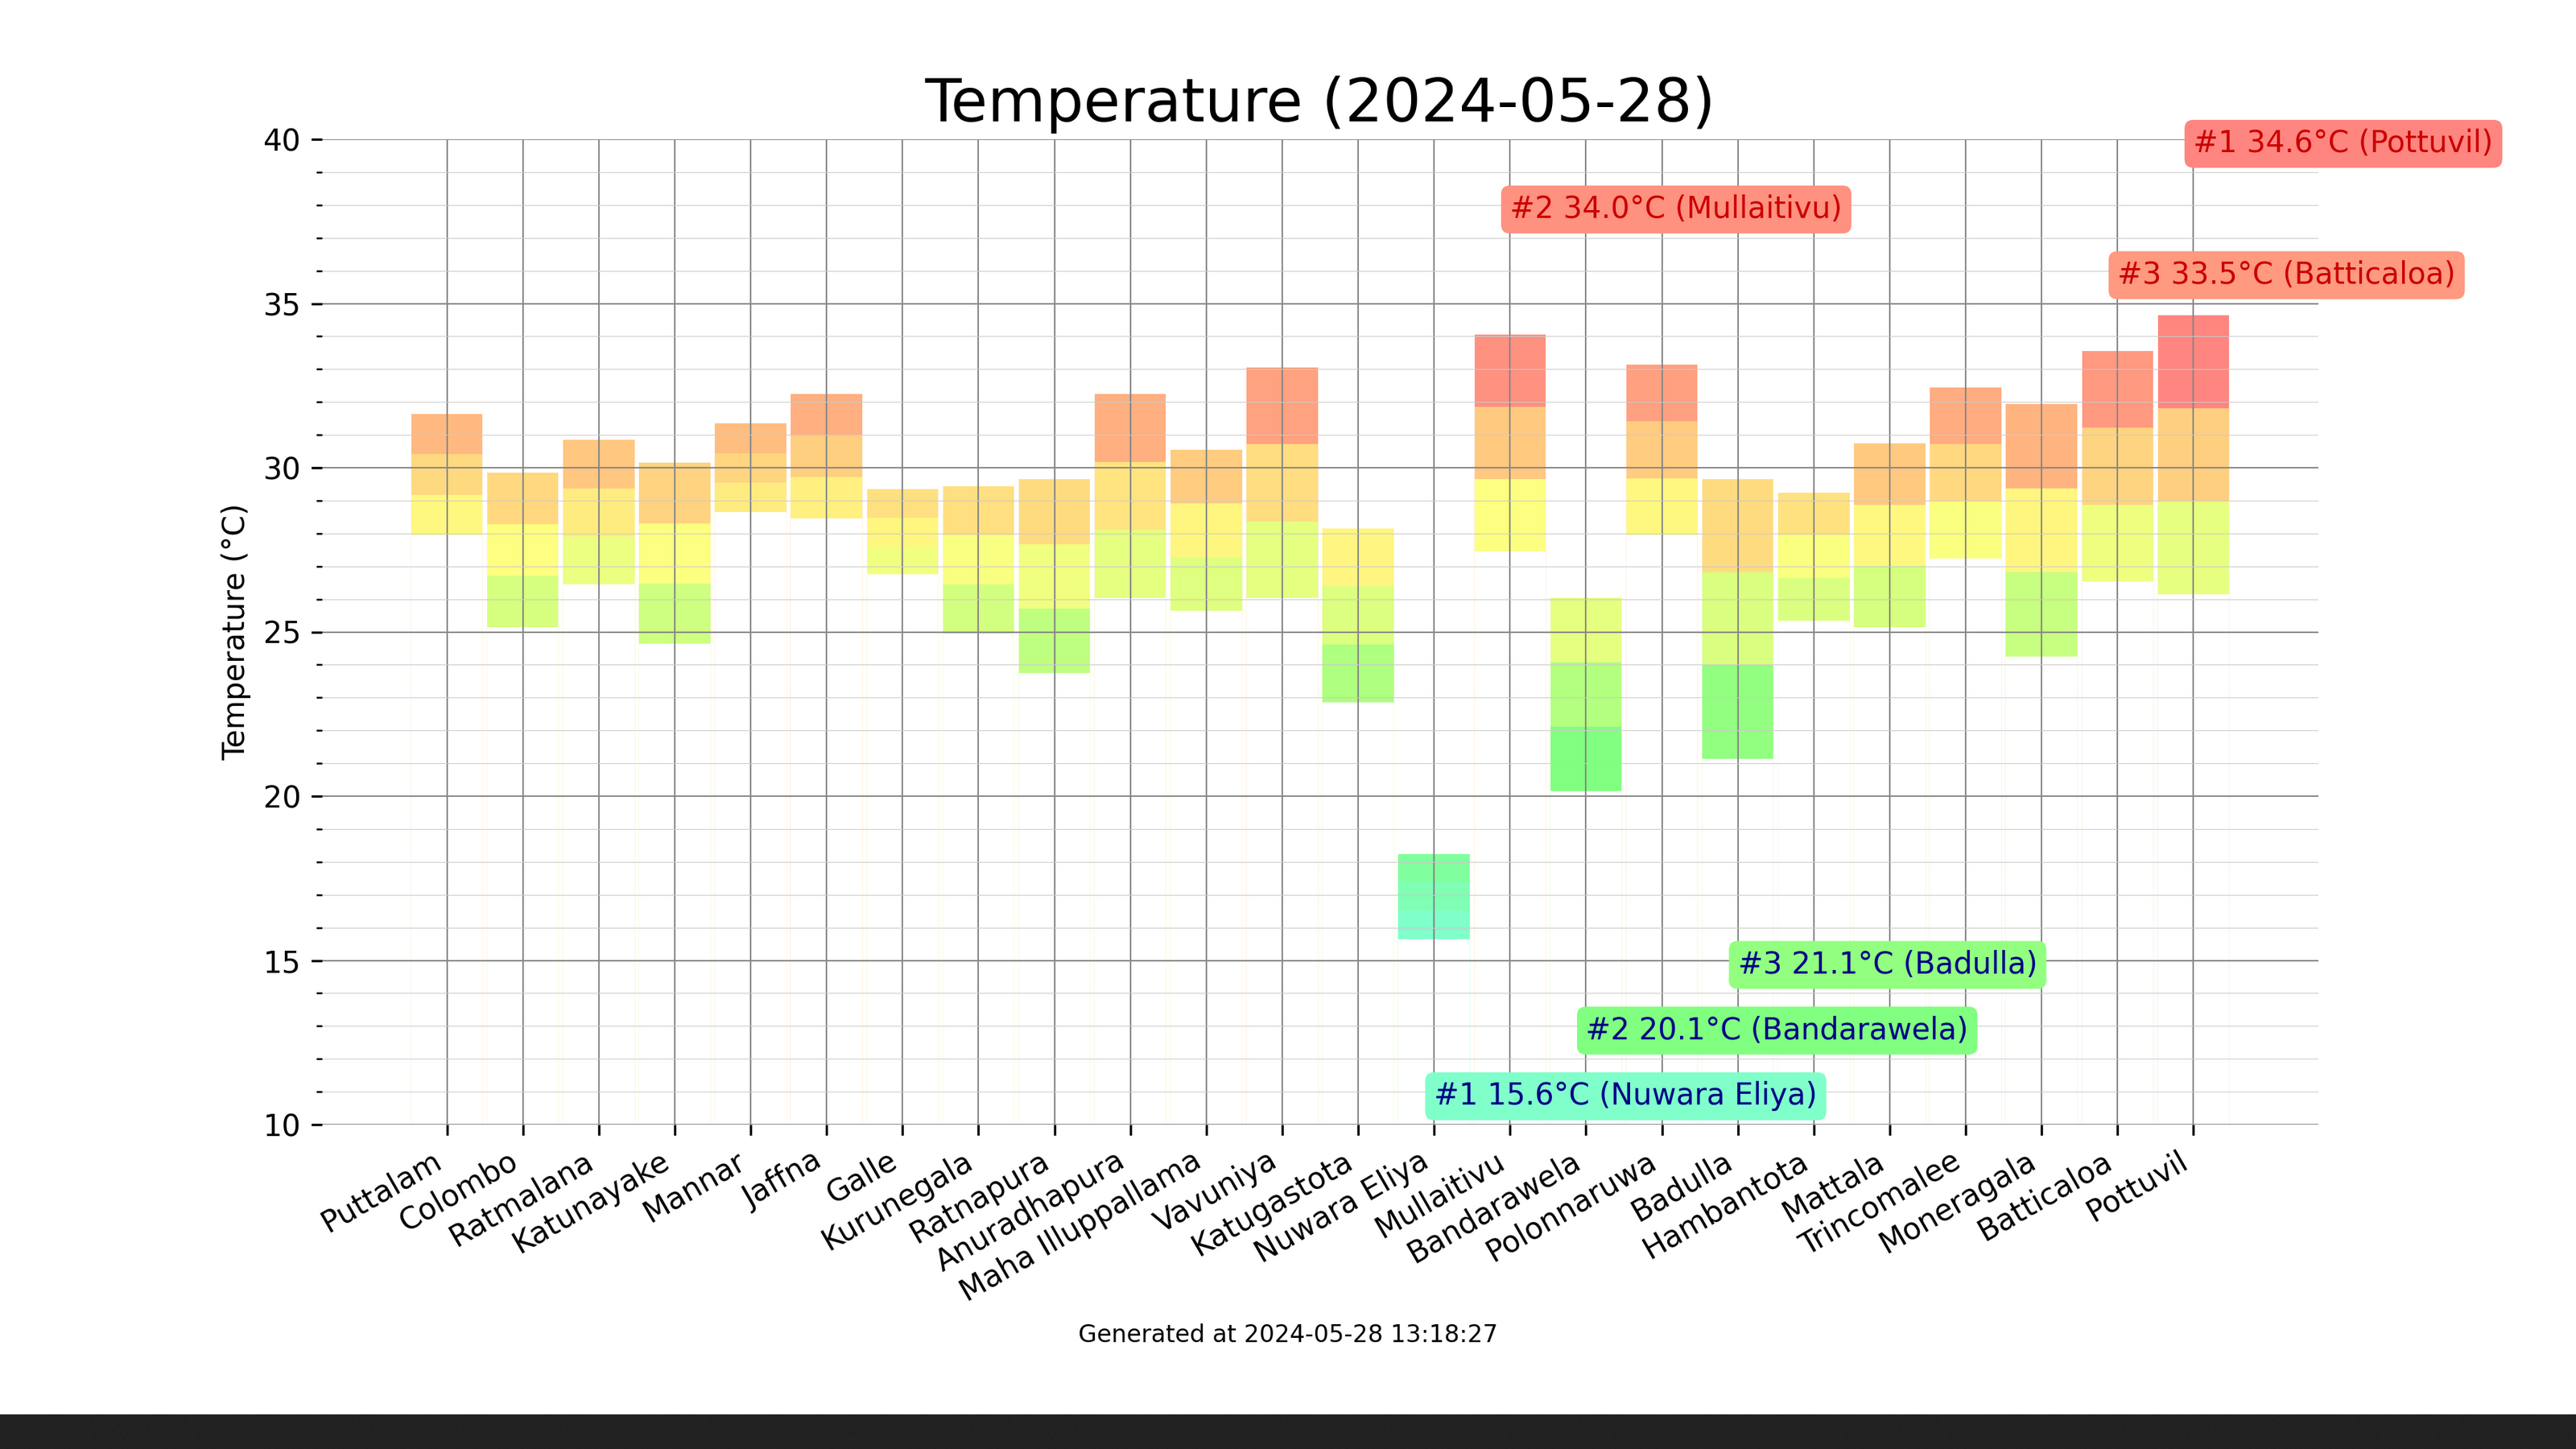 Temperature (2024-05-28)
40
#1 34.6°C (Pottuvil)
#2 34.0°C (Mullaitivu)
#3 33.5°C (Batticaloa)
35
30
Temperature (°C)
25
20
15
#3 21.1°C (Badulla)
#2 20.1°C (Bandarawela)
#1 15.6°C (Nuwara Eliya)
10
Puttalam
Colombo
Ratmalana
Katunayake
Mannar
Jaffna
Galle
Kurunegala
Ratnapura
Anuradhapura
Maha Illuppallama
Vavuniya
Katugastota
Nuwara Eliya
Mullaitivu
Bandarawela
Polonnaruwa
Badulla
Hambantota
Mattala
Trincomalee
Moneragala
Batticaloa
Pottuvil
Generated at 2024-05-28 13:18:27